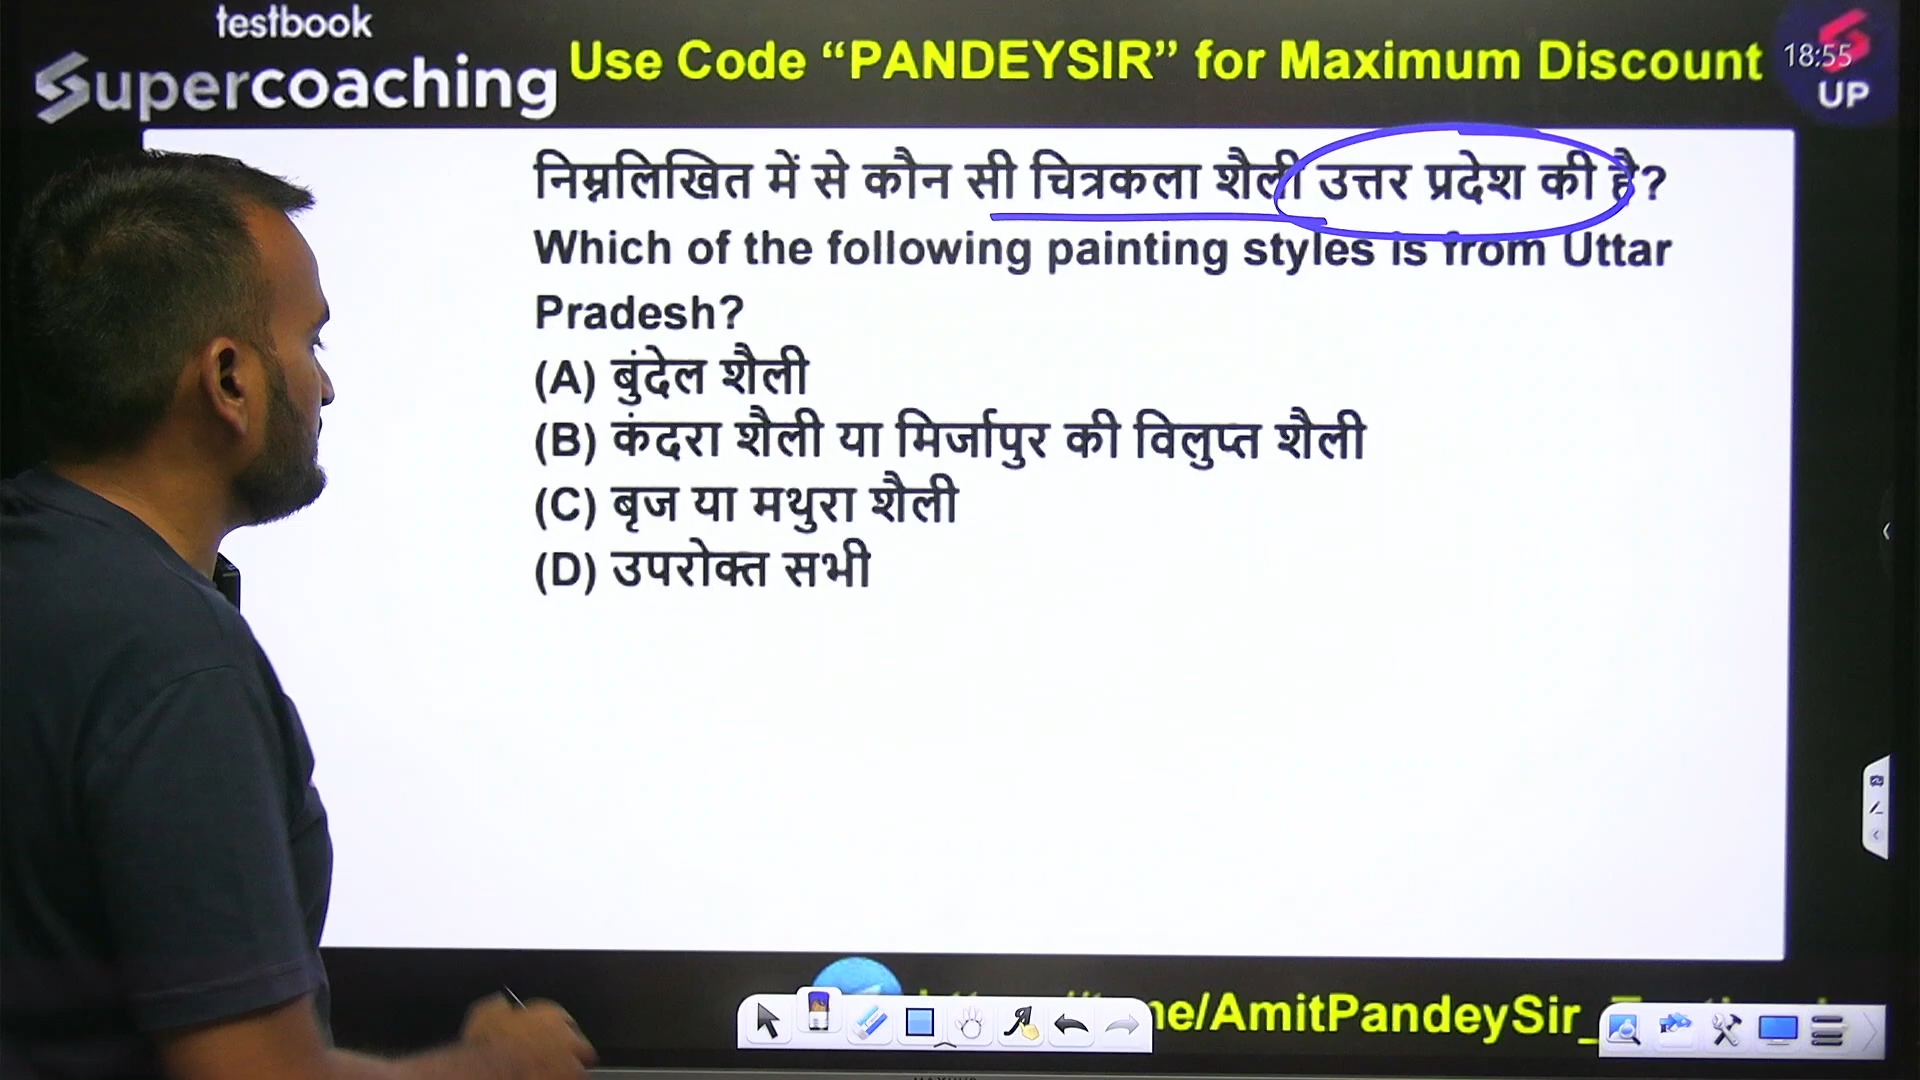 testbook
Supercoaching
Use Code “PANDEYSIR” for Maximum Discount
18:55
UP
निम्नलिखित में से कौन सी चित्रकला शैली उत्तर प्रदेश की है?
Which of the following painting styles is from Uttar
Pradesh?
(A) बुंदेल शैली
(B) कंदरा शैली या मिर्जापुर की विलुप्त शैली
(C) बृज या मथुरा शैली
(D) उपरोक्त सभी
me/AmitPandeySir_